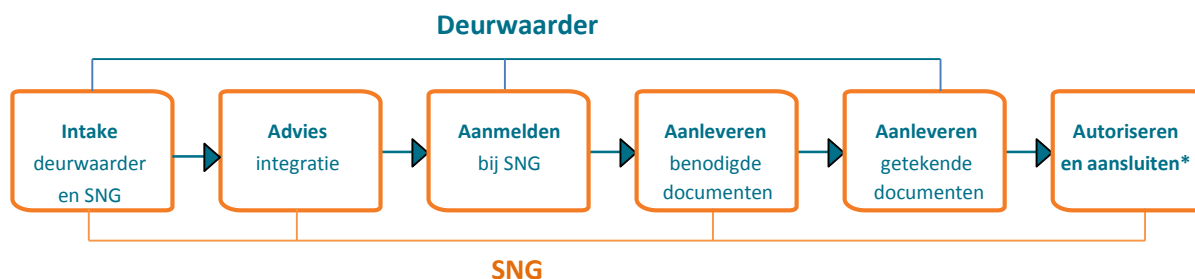 Deurwaarder
Intake
deurwaarder
en SNG
Advies
integratie
Aanmelden
bij SNG
Aanleveren
benodigde
documenten
Aanleveren
getekende
documenten
Autoriseren
en aansluiten*
SNG